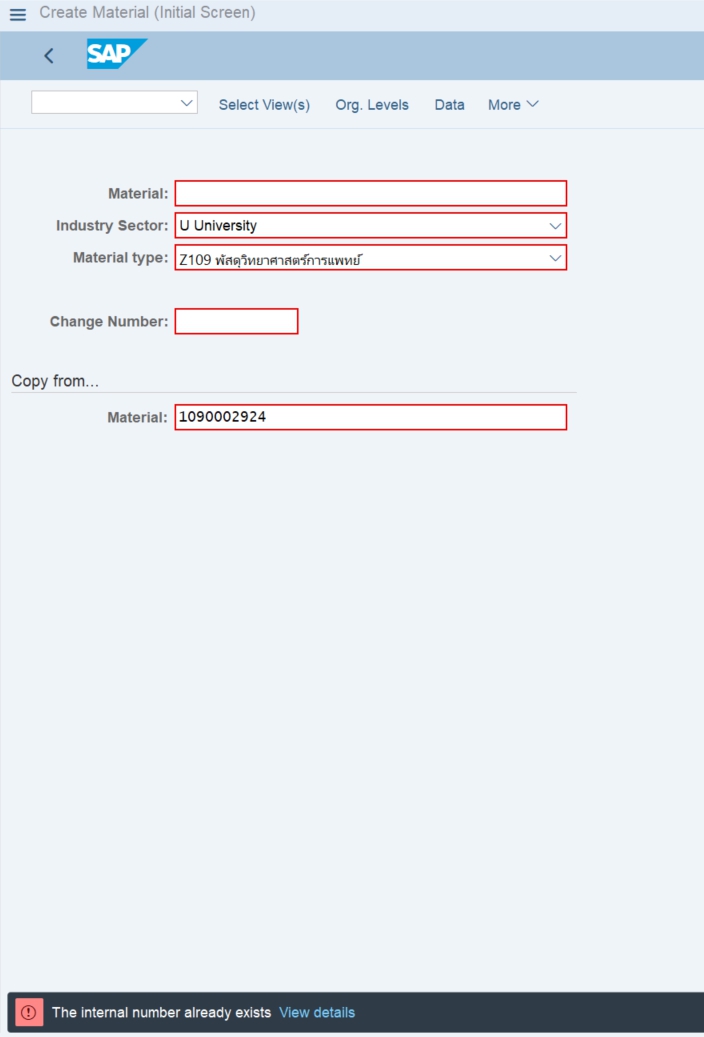 Create Material (Initial Screen)
SAP
Select View(s) Org. Levels Data More
Material:
Industry Sector: U University
Material type: Z109 พัสดุวิทยาศาสตร์การแพทย์
Change Number:
Copy from...
Material: 1090002924
The internal number already exists View details